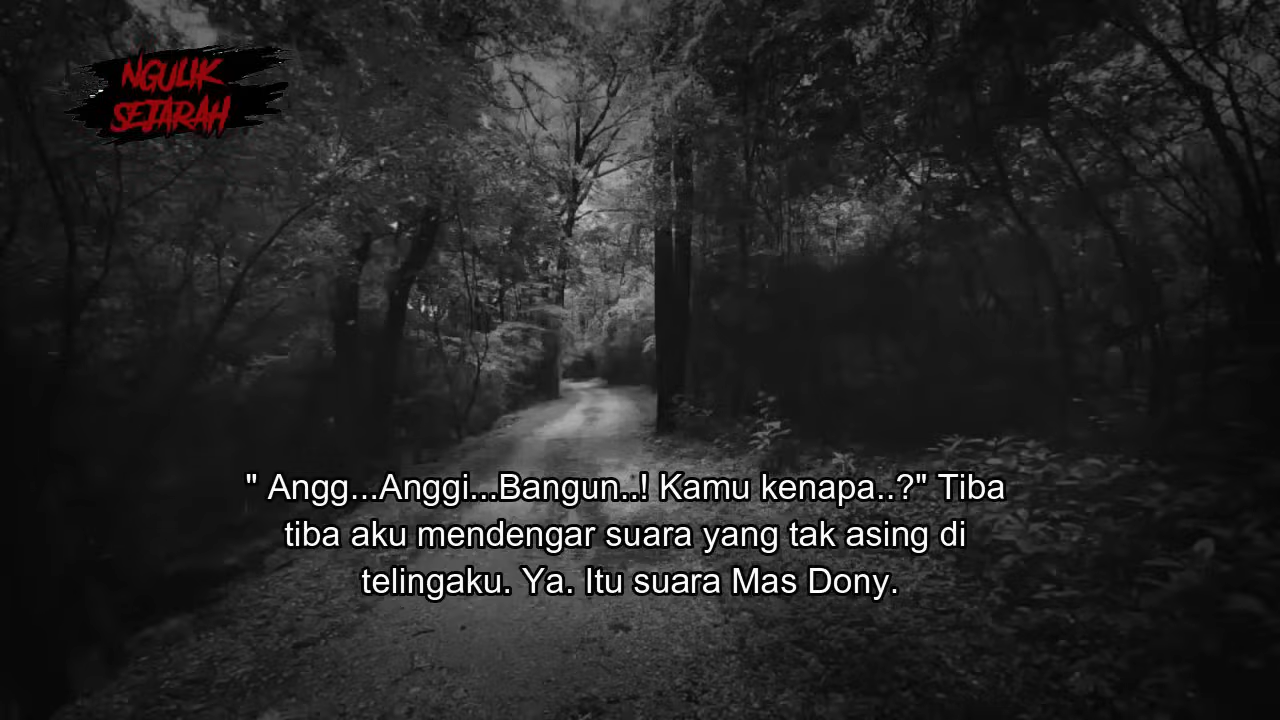 NGULIK
SEJARAH
" Angg...Anggi...Bangun..! Kamu kenapa..?" Tiba
tiba aku mendengar suara yang tak asing di
telingaku. Ya. Itu suara Mas Dony.